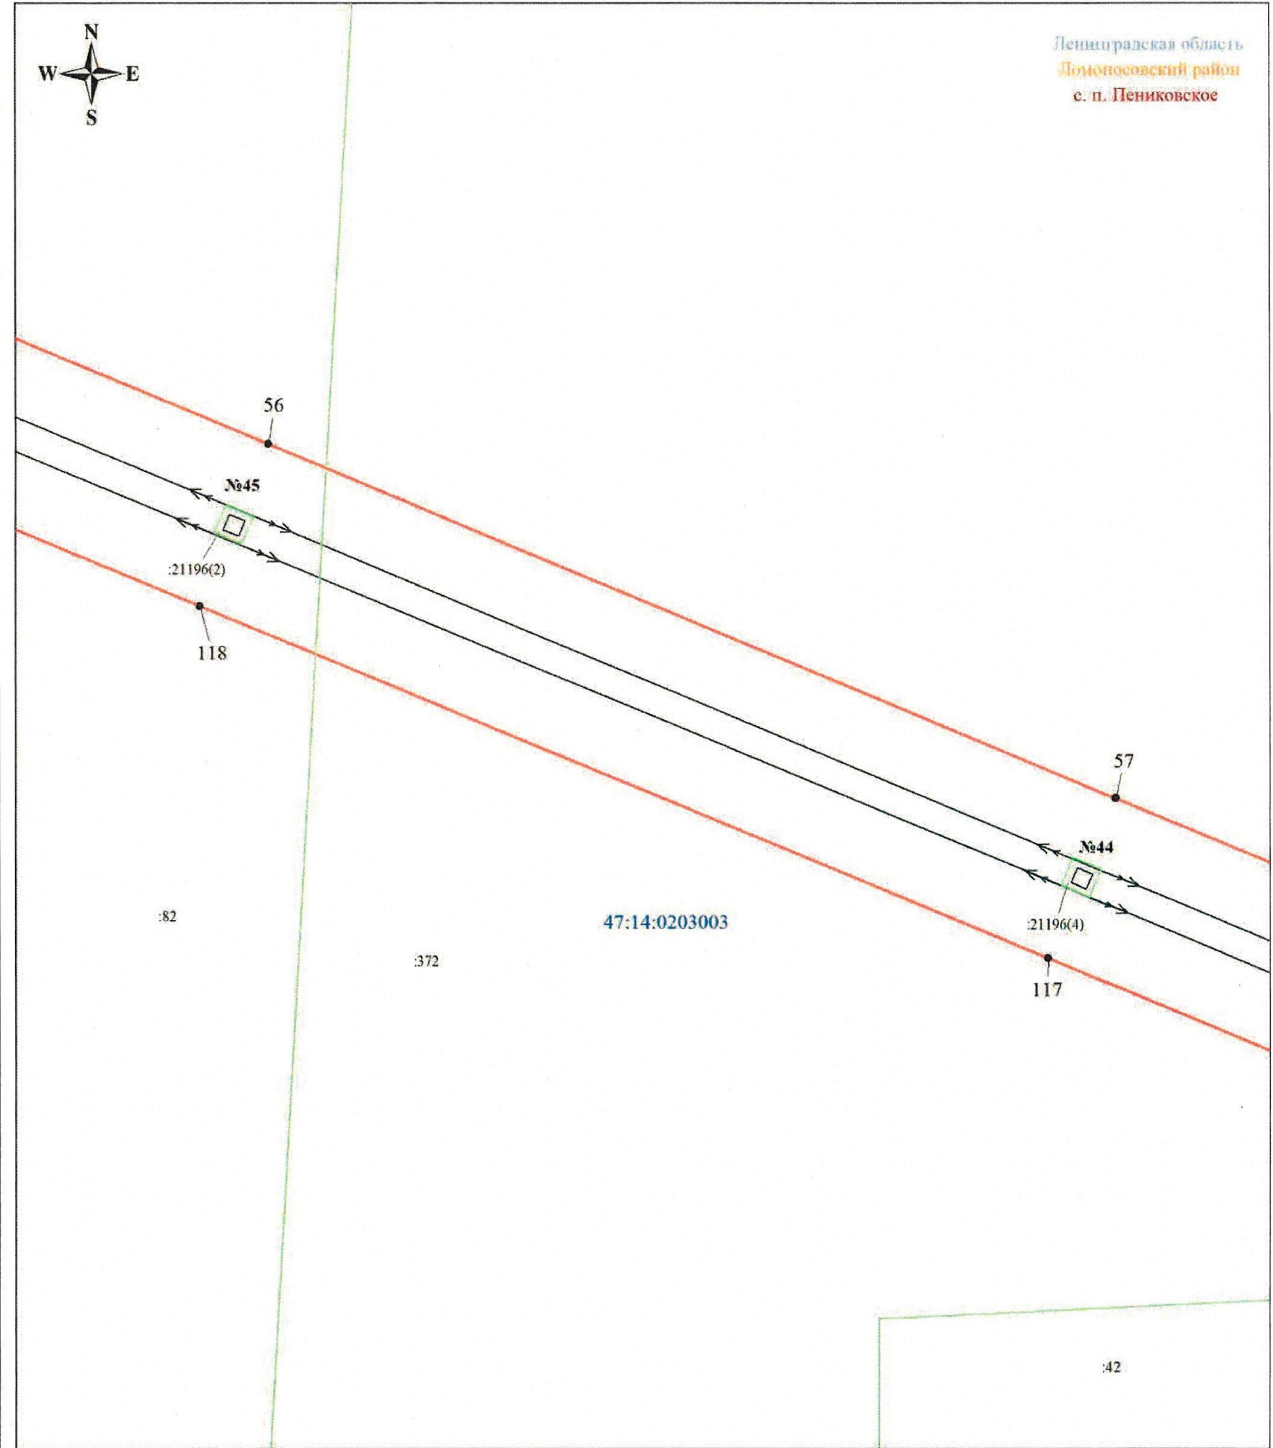 N
W E
S
Ленинградская область
Ломоносовский район
с. п. Пениковское
56
№45
:21196(2)
118
57
№44
:21196(4)
:82
47:14:0203003
:372
117
:42